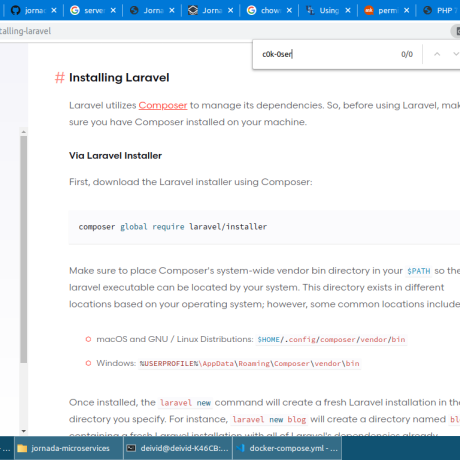 jornad
server
Jorna
Jorna
chow
Using
perm
PHP 7
talling-laravel
c0k-0ser
0/0
# Installing Laravel
Laravel utilizes Composer to manage its dependencies. So, before using Laravel, mak
sure you have Composer installed on your machine.
Via Laravel Installer
First, download the Laravel installer using Composer:
composer global require laravel/installer
Make sure to place Composer's system-wide vendor bin directory in your $PATH so the
laravel executable can be located by your system. This directory exists in different
locations based on your operating system; however, some common locations include
macOS and GNU / Linux Distributions: $HOME/.config/composer/vendor/bin
Windows: %USERPROFILE%\AppData\Roaming\Composer\vendor\bin
Once installed, the laravel new command will create a fresh Laravel installation in the
directory you specify. For instance, laravel new blog will create a directory named bl
containing a fresh Laravel installation with all of Laravel's dependencies already
- ...
jornada-microservices
deivid@deivid-K46CB:...
docker-compose.yml - ...